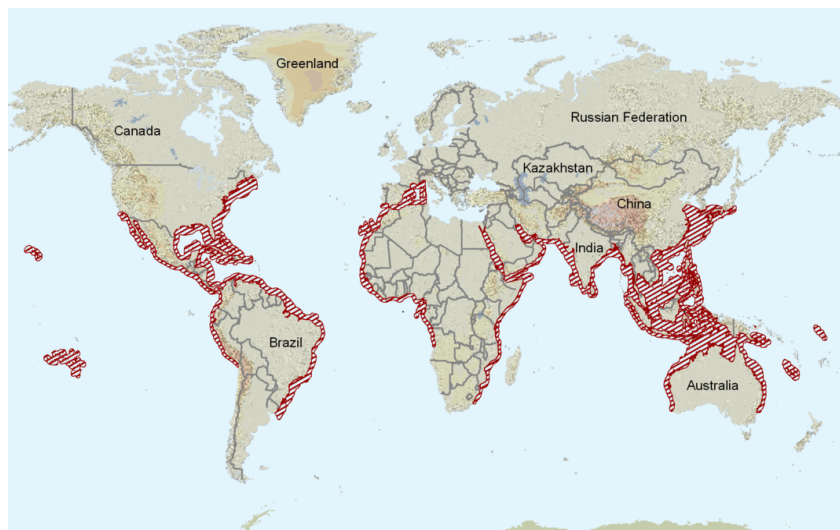 Greenland
Canada
Russian Federation
Kazakhstan
China
India
Brazil
Australia